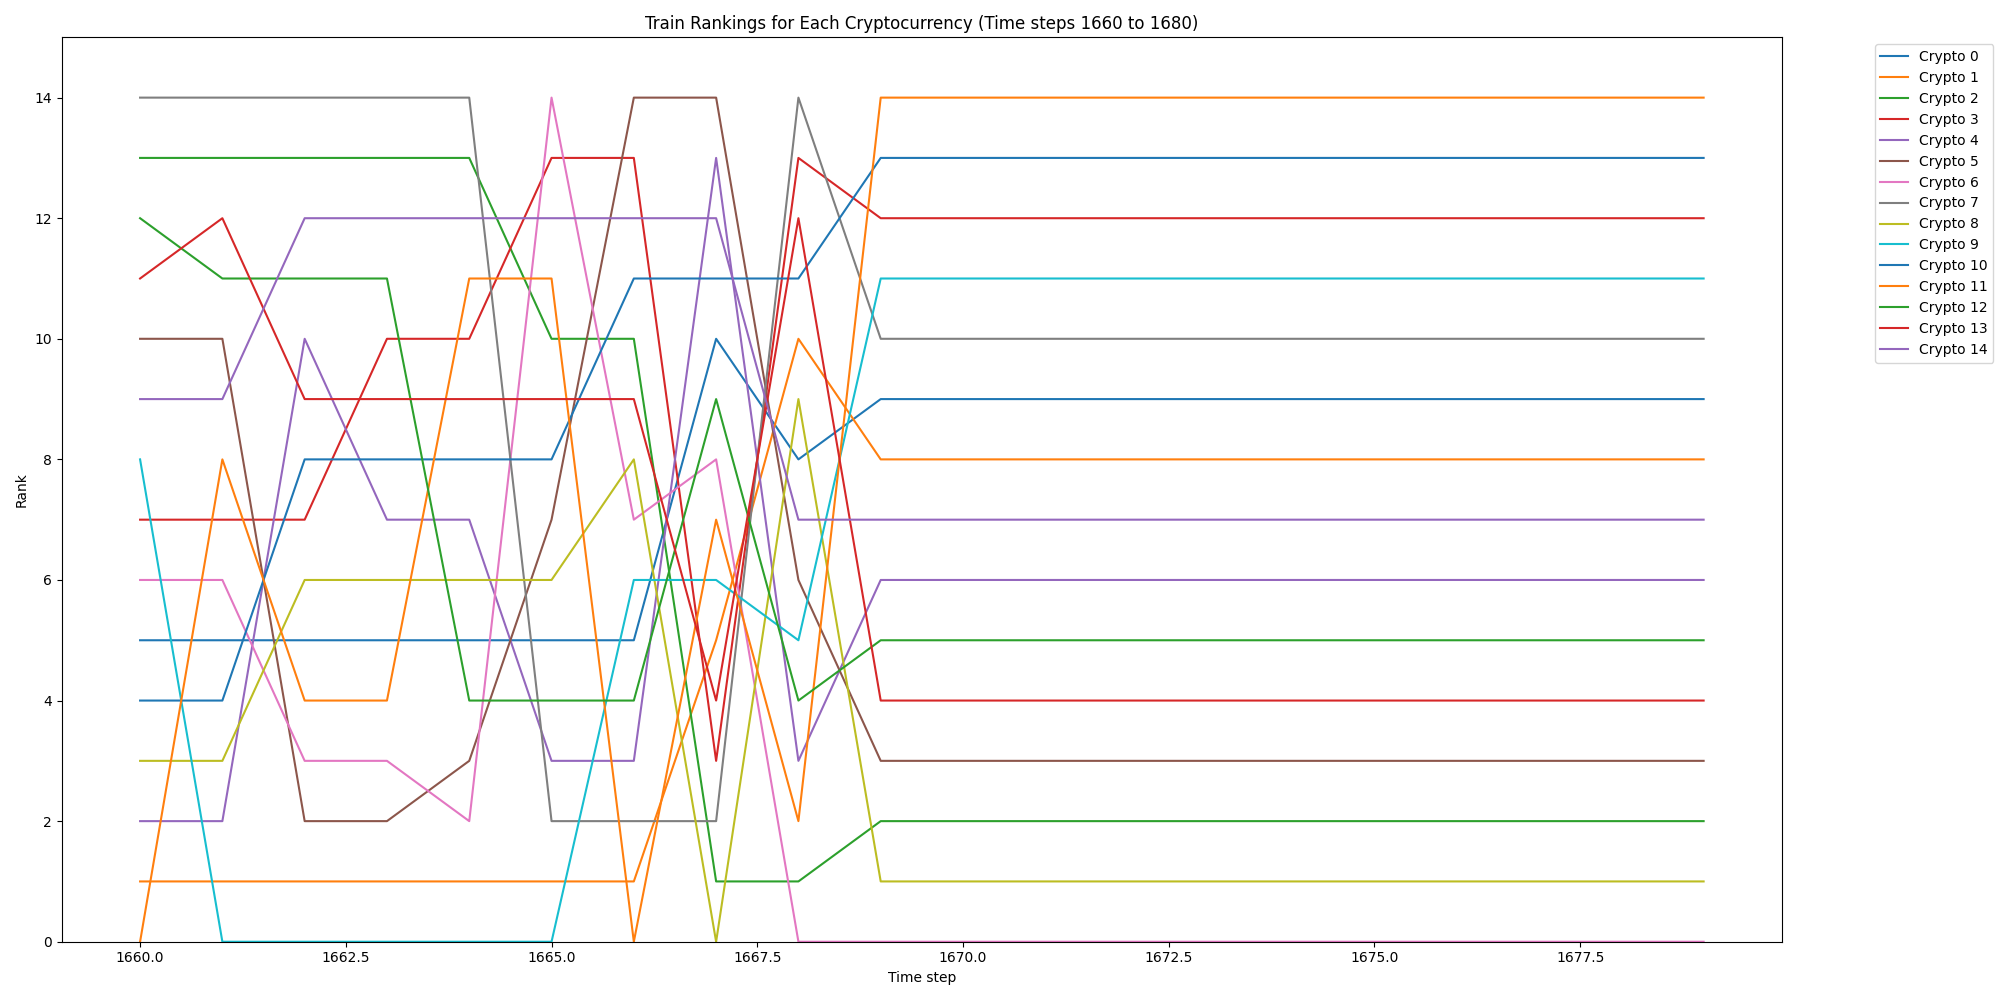 Train Rankings for Each Cryptocurrency (Time steps 1660 to 1680)
Rank
14
12
10
8
6
4
2
0
1660.0 1662.5 1665.0 1667.5 1670.0 1672.5 1675.0 1677.5
Time step
Crypto 0
Crypto 1
Crypto 2
Crypto 3
Crypto 4
Crypto 5
Crypto 6
Crypto 7
Crypto 8
Crypto 9
Crypto 10
Crypto 11
Crypto 12
Crypto 13
Crypto 14